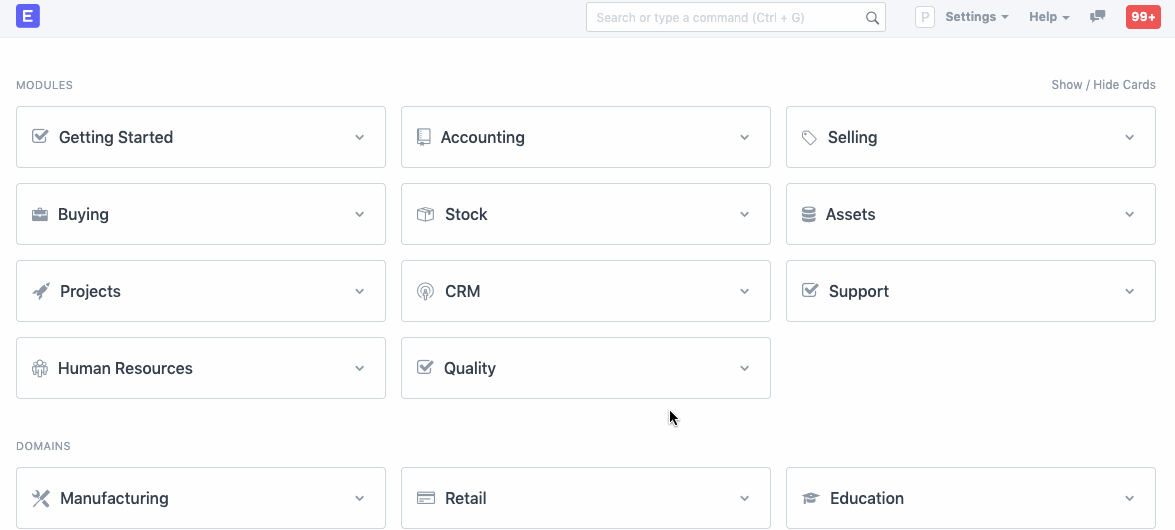 E Search or type a command (Ctrl + G) P Settings Help 99+
MODULES Show / Hide Cards
Getting Started Accounting Selling
Buying Stock Assets
Projects CRM Support
Human Resources Quality
DOMAINS
Manufacturing Retail Education